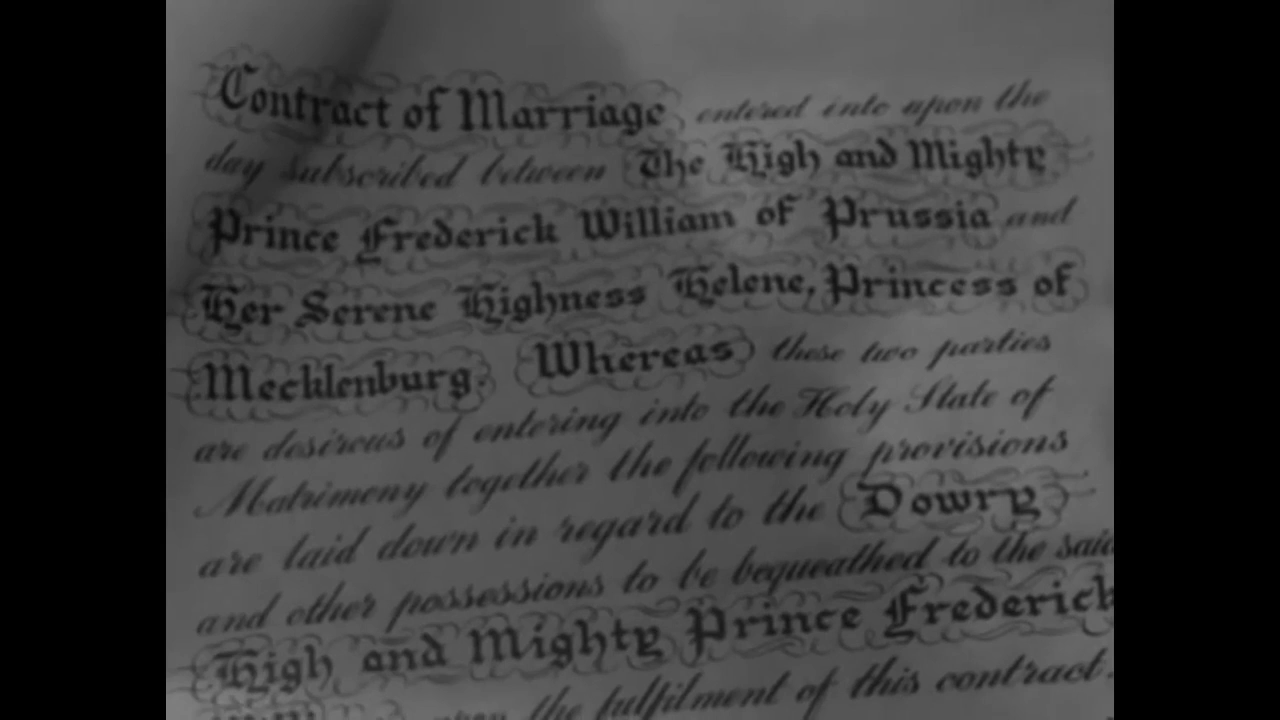 Contract of Marriage, entered into upon the
day subscribed between The High and Mighty
Prince Frederick William of Prussia and
Her Serene Highness Helene, Princess of
Mecklenburg. Whereas these two parties
are desirous of entering into the Holy State of
Matrimony together the following provisions
are laid down in regard to the Dowry
and other possessions to be bequeathed to the said
High and Mighty Prince Frederick
upon the fulfilment of this contract.